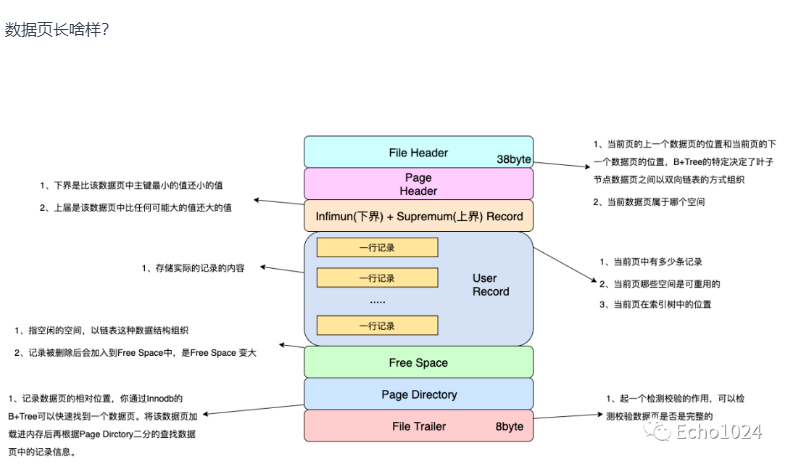 数据页长啥样？
File Header
38byte
Page
Header
Infimun(下界) + Supremum(上界) Record
一行记录
一行记录
.....
一行记录
User
Record
Free Space
Page Directory
File Trailer
8byte
1、下界是比该数据页中主键最小的值还小的值
2、上届是该数据页中比任何可能大的值还大的值
1、存储实际的记录的内容
1、指空闲的空间，以链表这种数据结构组织
2、记录被删除后会加入到Free Space中，是Free Space 变大
1、记录数据页的相对位置，你通过Innodb的
B+Tree可以快速找到一个数据页。将该数据页加
载进内存后再根据Page Dirctory二分的查找数据
页中的记录信息。
1、当前页的上一个数据页的位置和当前页的下
一个数据页的位置，B+Tree的特定决定了叶子
节点数据页之间以双向链表的方式组织
2、当前数据页属于哪个空间
1、当前页中有多少条记录
2、当前页哪些空间是可重用的
3、当前页在索引树中的位置
1、起一个检测校验的作用，可以检
测校验数据页是否是完整的
Echo1024